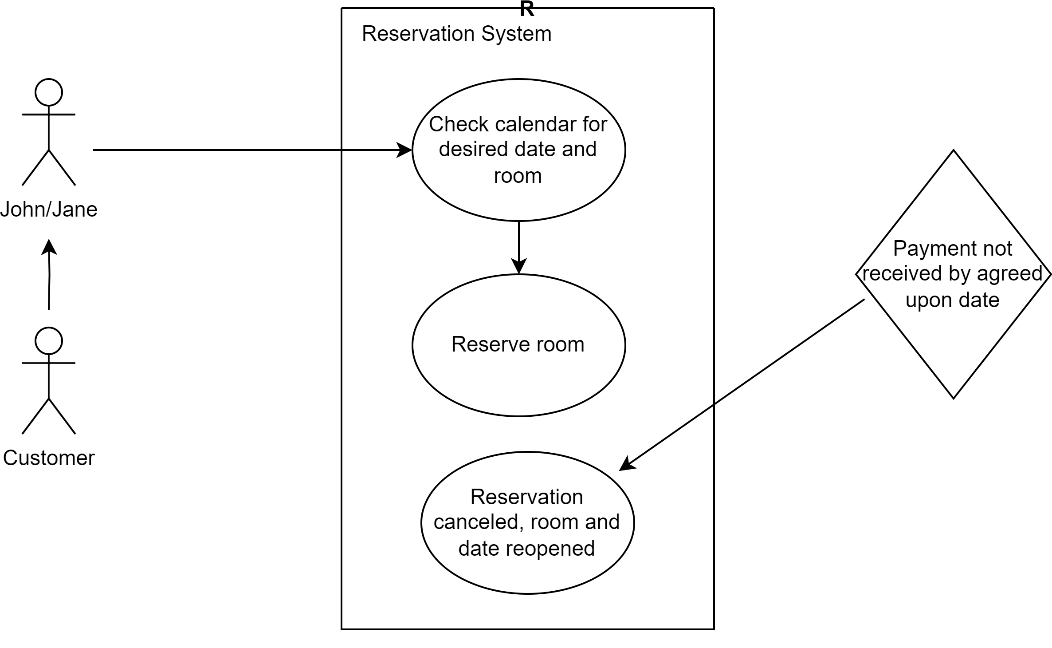 R
Reservation System
Check calendar for
desired date and
room
John/Jane
Payment not
received by agreed
upon date
Reserve room
Customer
Reservation
canceled, room and
date reopened